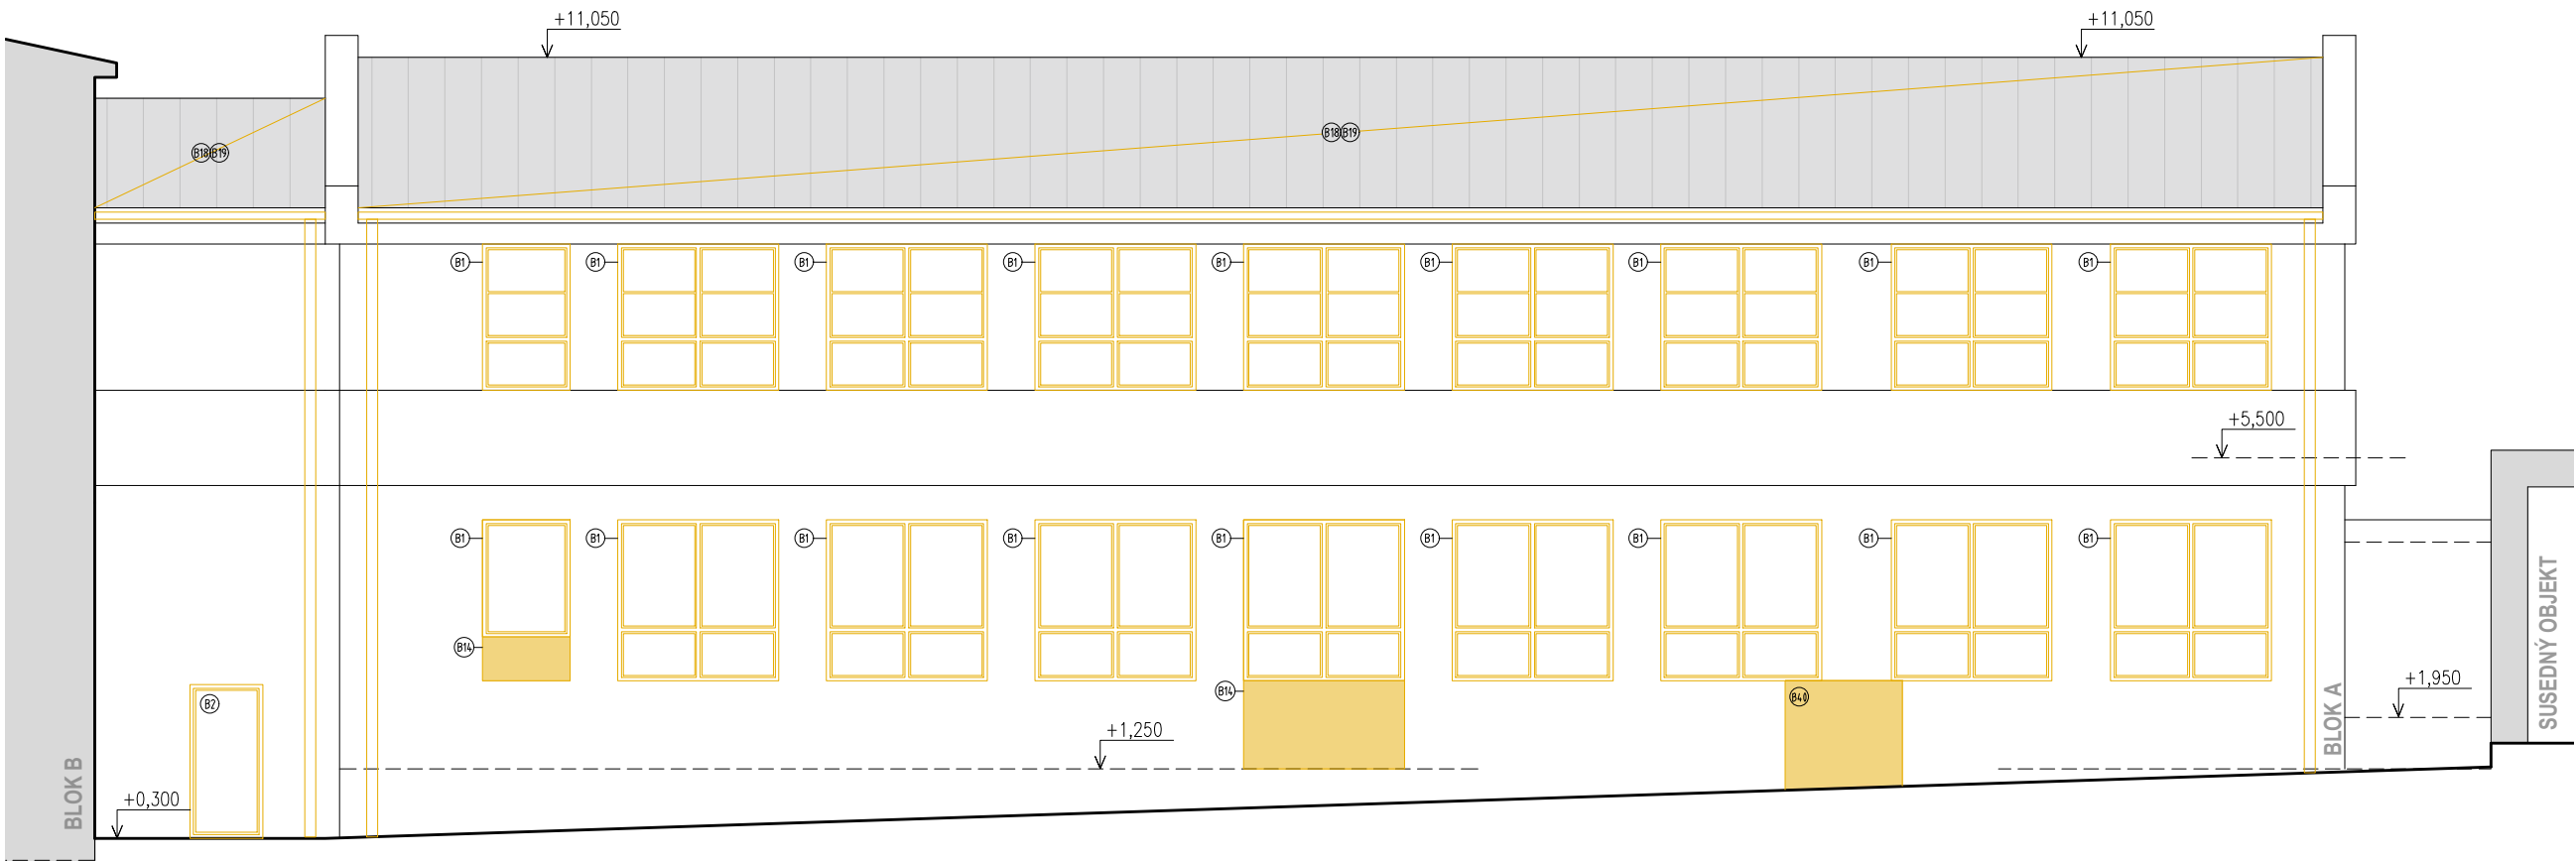 +11,050
+11,050
B18 B19
B18 B19
B1
B1
B1
B1
B1
B1
B1
B1
B1
+5,500
B1
B1
B1
B1
B1
B1
B1
B1
B1
B14
B14
B40
B2
+1,950
+1,250
+0,300
BLOK B
BLOK A
SUSEDNÝ OBJEKT